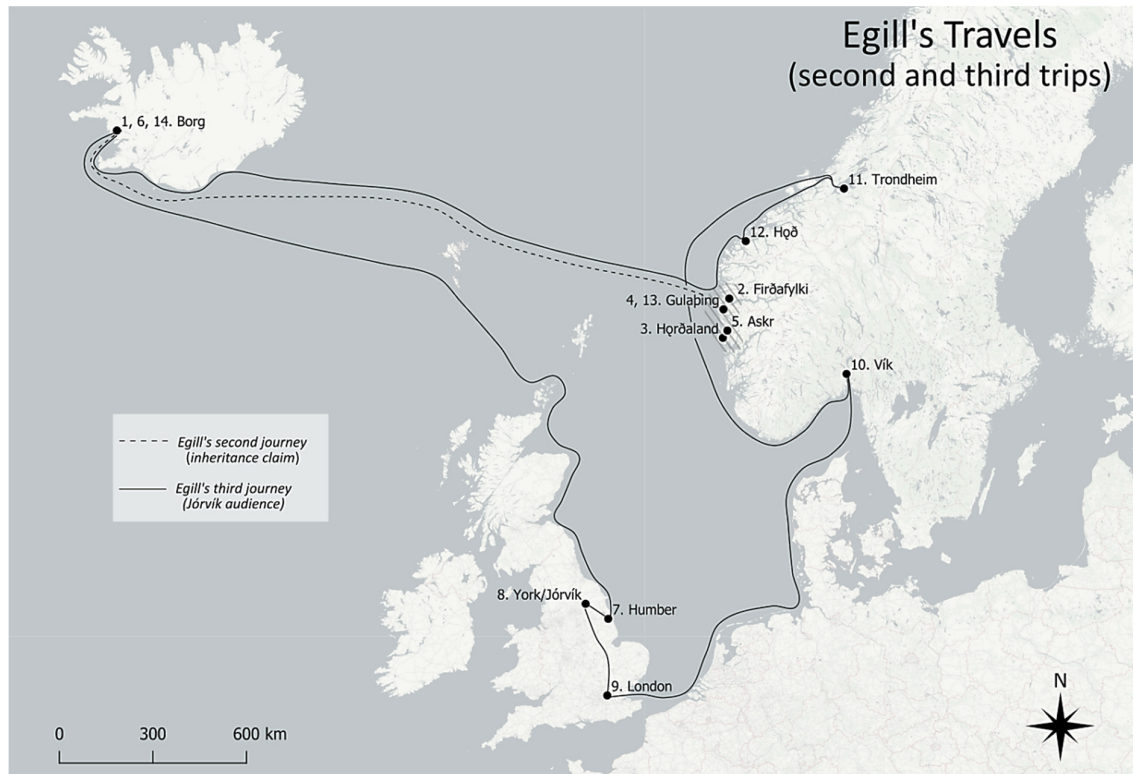 Egill's Travels
(second and third trips)
1, 6, 14. Borg
11. Trondheim
12. Hǫð
2. Firðafylki
4, 13. Gulaþing
5. Askr
3. Hǫrðaland
10. Vík
Egill's second journey
(inheritance claim)
Egill's third journey
(Jórvík audience)
8. York/Jórvík
7. Humber
9. London
N
0 300 600 km